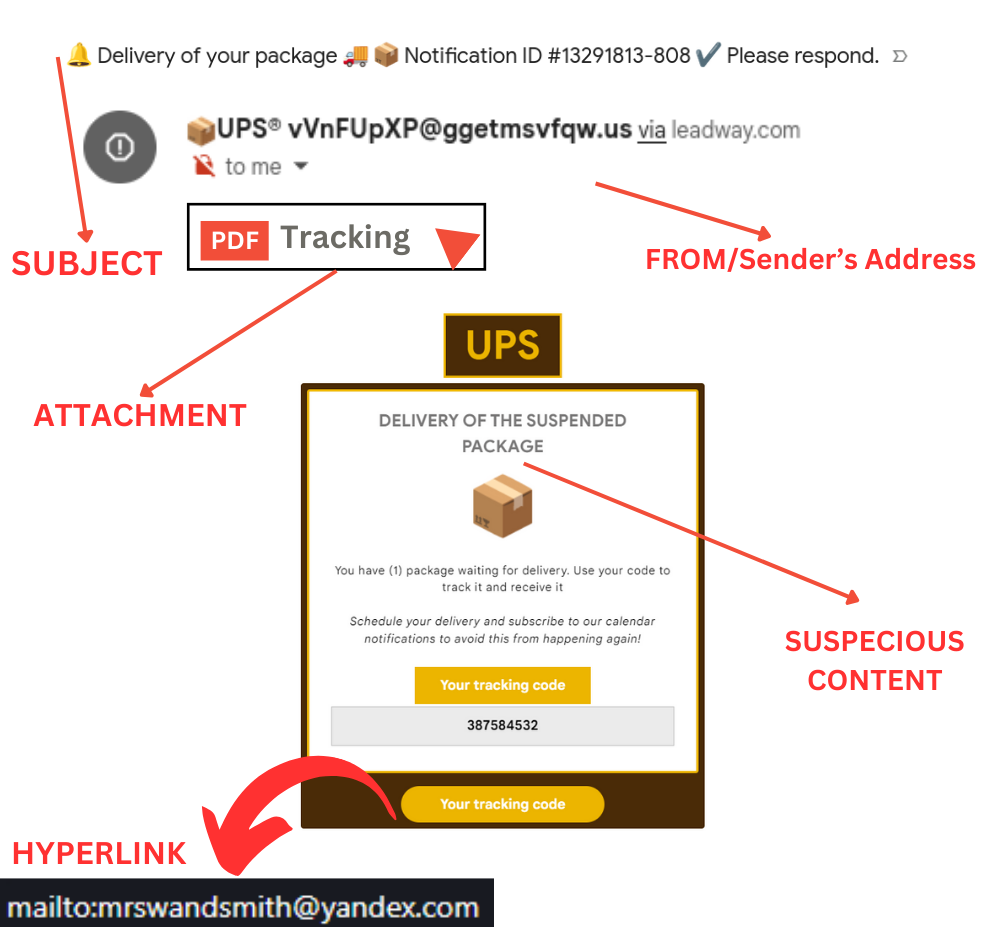 🔔 Delivery of your package 🚚 📦 Notification ID #13291813-808 ✔️ Please respond.
📦UPS® vVnFUpXP@ggetmsvfqw.us via leadway.com
to me
PDF Tracking
SUBJECT
FROM/Sender's Address
UPS
ATTACHMENT
DELIVERY OF THE SUSPENDED
PACKAGE
You have (1) package waiting for delivery. Use your code to
track it and receive it
Schedule your delivery and subscribe to our calendar
notifications to avoid this from happening again!
SUSPECIOUS
CONTENT
Your tracking code
387584532
Your tracking code
HYPERLINK
mailto:mrswandsmith@yandex.com